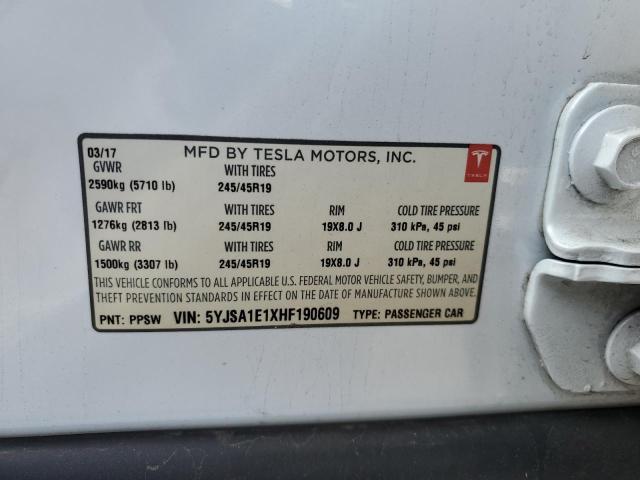 03/17 MFD BY TESLA MOTORS, INC.
GVWR WITH TIRES
2590kg (5710 lb) 245/45R19
TESLA
GAWR FRT WITH TIRES RIM COLD TIRE PRESSURE
1276kg (2813 lb) 245/45R19 19X8.0 J 310 kPa, 45 psi
GAWR RR WITH TIRES RIM COLD TIRE PRESSURE
1500kg (3307 lb) 245/45R19 19X8.0 J 310 kPa, 45 psi
THIS VEHICLE CONFORMS TO ALL APPLICABLE U.S. FEDERAL MOTOR VEHICLE SAFETY, BUMPER, AND
THEFT PREVENTION STANDARDS IN EFFECT ON THE DATE OF MANUFACTURE SHOWN ABOVE.
PNT: PPSW VIN: 5YJSA1E1XHF190609 TYPE: PASSENGER CAR